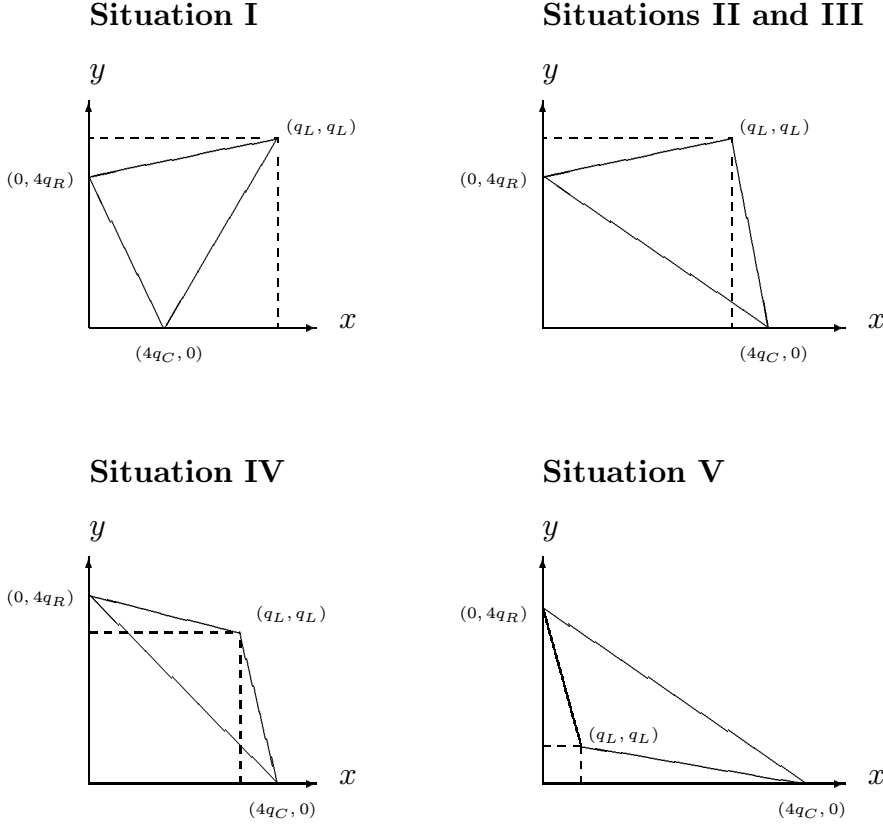 Situation I
y
(q_L, q_L)
(0, 4q_R)
x
(4q_C, 0)
Situations II and III
y
(q_L, q_L)
(0, 4q_R)
x
(4q_C, 0)
Situation IV
y
(0, 4q_R)
(q_L, q_L)
x
(4q_C, 0)
Situation V
y
(0, 4q_R)
(q_L, q_L)
x
(4q_C, 0)